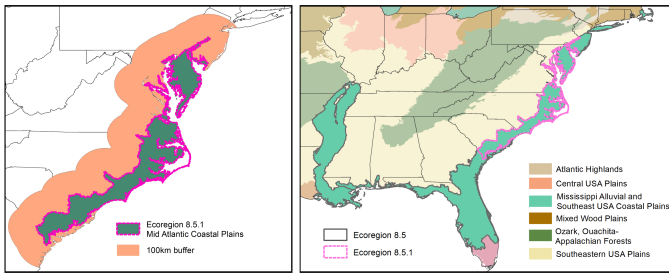 Ecoregion 8.5.1
Mid Atlantic Coastal Plains
100km buffer
Ecoregion 8.5
Ecoregion 8.5.1
Atlantic Highlands
Central USA Plains
Mississippi Alluvial and
Southeast USA Coastal Plains
Mixed Wood Plains
Ozark, Ouachita-
Appalachian Forests
Southeastern USA Plains